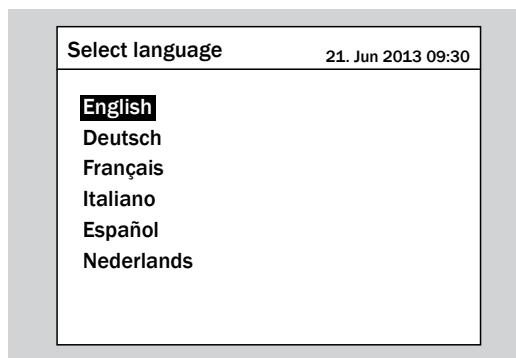 Select language 21. Jun 2013 09:30
English
Deutsch
Français
Italiano
Español
Nederlands